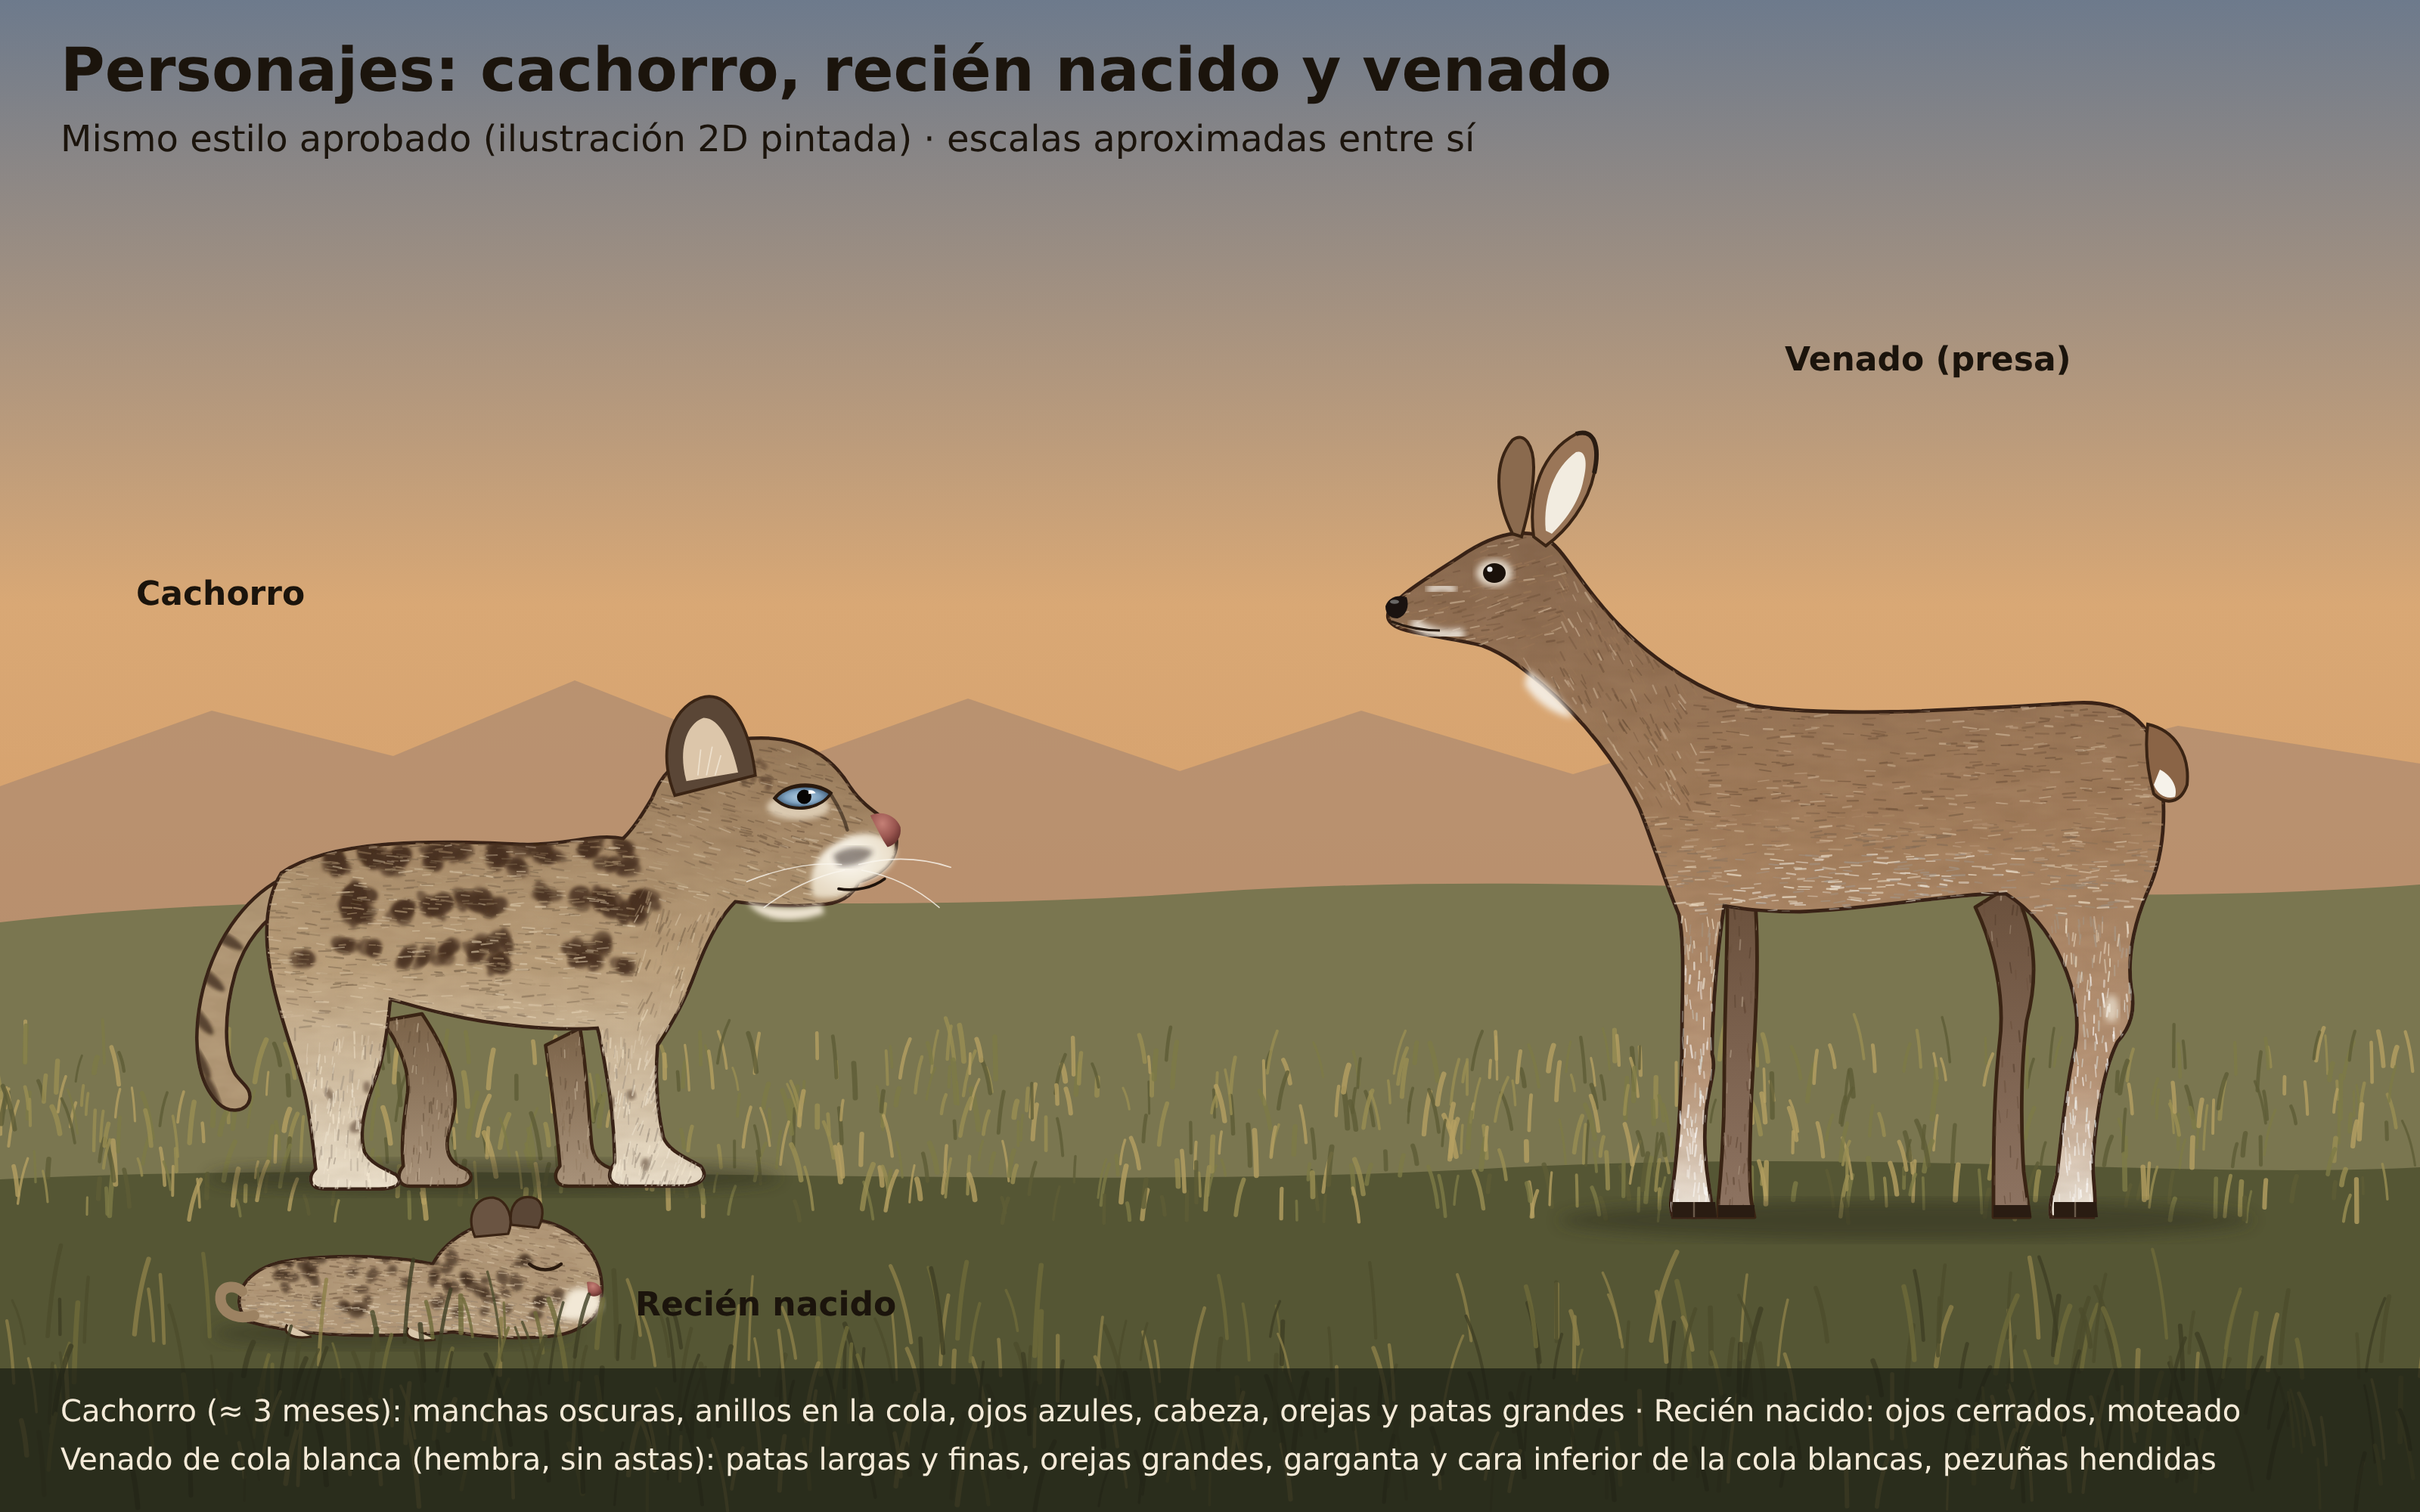 Personajes: cachorro, recién nacido y venado
Mismo estilo aprobado (ilustración 2D pintada) · escalas aproximadas entre sí
Venado (presa)
Cachorro
Recién nacido
Cachorro (≈ 3 meses): manchas oscuras, anillos en la cola, ojos azules, cabeza, orejas y patas grandes · Recién nacido: ojos cerrados, moteado
Venado de cola blanca (hembra, sin astas): patas largas y finas, orejas grandes, garganta y cara inferior de la cola blancas, pezuñas hendidas